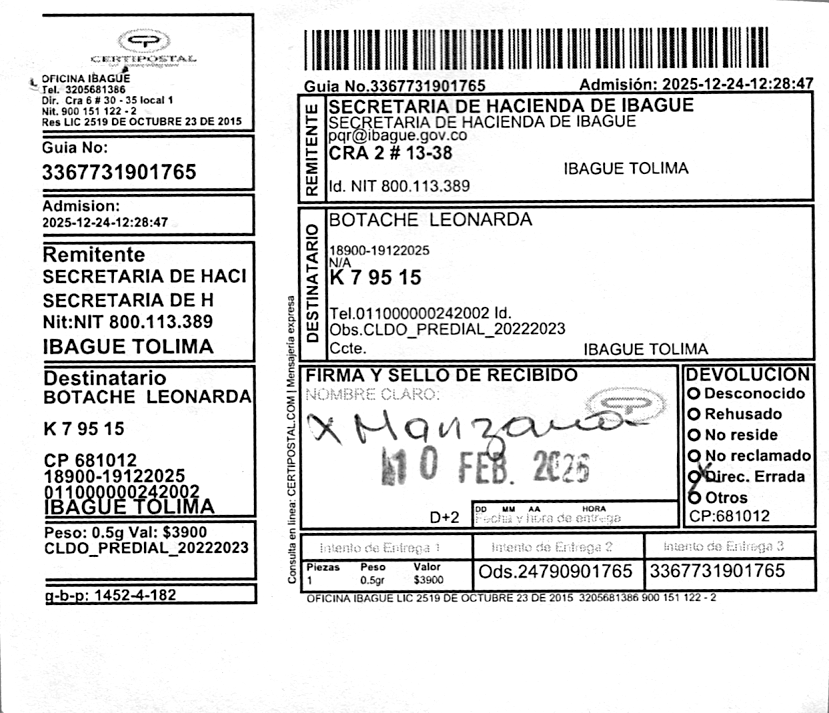 CERTIPOSTAL
OFICINA IBAGUE
Tel. 3205681386
Dir. Cra 6 # 30 - 35 local 1
Nit. 900 151 122 - 2
Res LIC 2519 DE OCTUBRE 23 DE 2015
Guia No:
3367731901765
Admision:
2025-12-24-12:28:47
Remitente
SECRETARIA DE HACI
SECRETARIA DE H
Nit:NIT 800.113.389
IBAGUE TOLIMA
Destinatario
BOTACHE LEONARDA
K 7 95 15
CP 681012
18900-19122025
011000000242002
IBAGUE TOLIMA
Peso: 0.5g Val: $3900
CLDO_PREDIAL_20222023
g-b-p: 1452-4-182
Consulta en linea: CERTIPOSTAL.COM | Mensajería expresa
Guia No.3367731901765 Admisión: 2025-12-24-12:28:47
REMITENTE
SECRETARIA DE HACIENDA DE IBAGUE
SECRETARIA DE HACIENDA DE IBAGUE
pqr@ibague.gov.co
CRA 2 # 13-38
IBAGUE TOLIMA
Id. NIT 800.113.389
DESTINATARIO
BOTACHE LEONARDA
18900-19122025
N/A
K 7 95 15
Tel.011000000242002 Id.
Obs.CLDO_PREDIAL_20222023
Ccte. IBAGUE TOLIMA
FIRMA Y SELLO DE RECIBIDO
NOMBRE CLARO:
X Manzana
10 FEB. 2026
D+2
DD MM AA HORA
Fecha y hora de entrega
DEVOLUCION
Desconocido
Rehusado
No reside
No reclamado
X Direc. Errada
Otros
CP:681012
Intento de Entrega 1 Intento de Entrega 2 Intento de Entrega 3
Piezas Peso Valor
1 0.5gr $3900
Ods.24790901765 3367731901765
OFICINA IBAGUE LIC 2519 DE OCTUBRE 23 DE 2015 3205681386 900 151 122 - 2